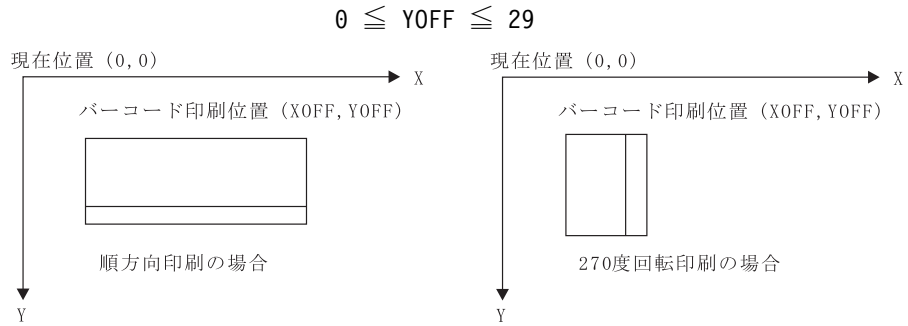 0 ≦ YOFF ≦ 29
現在位置 (0,0)
X
バーコード印刷位置 (XOFF,YOFF)
順方向印刷の場合
Y
現在位置 (0,0)
X
バーコード印刷位置 (XOFF,YOFF)
270度回転印刷の場合
Y